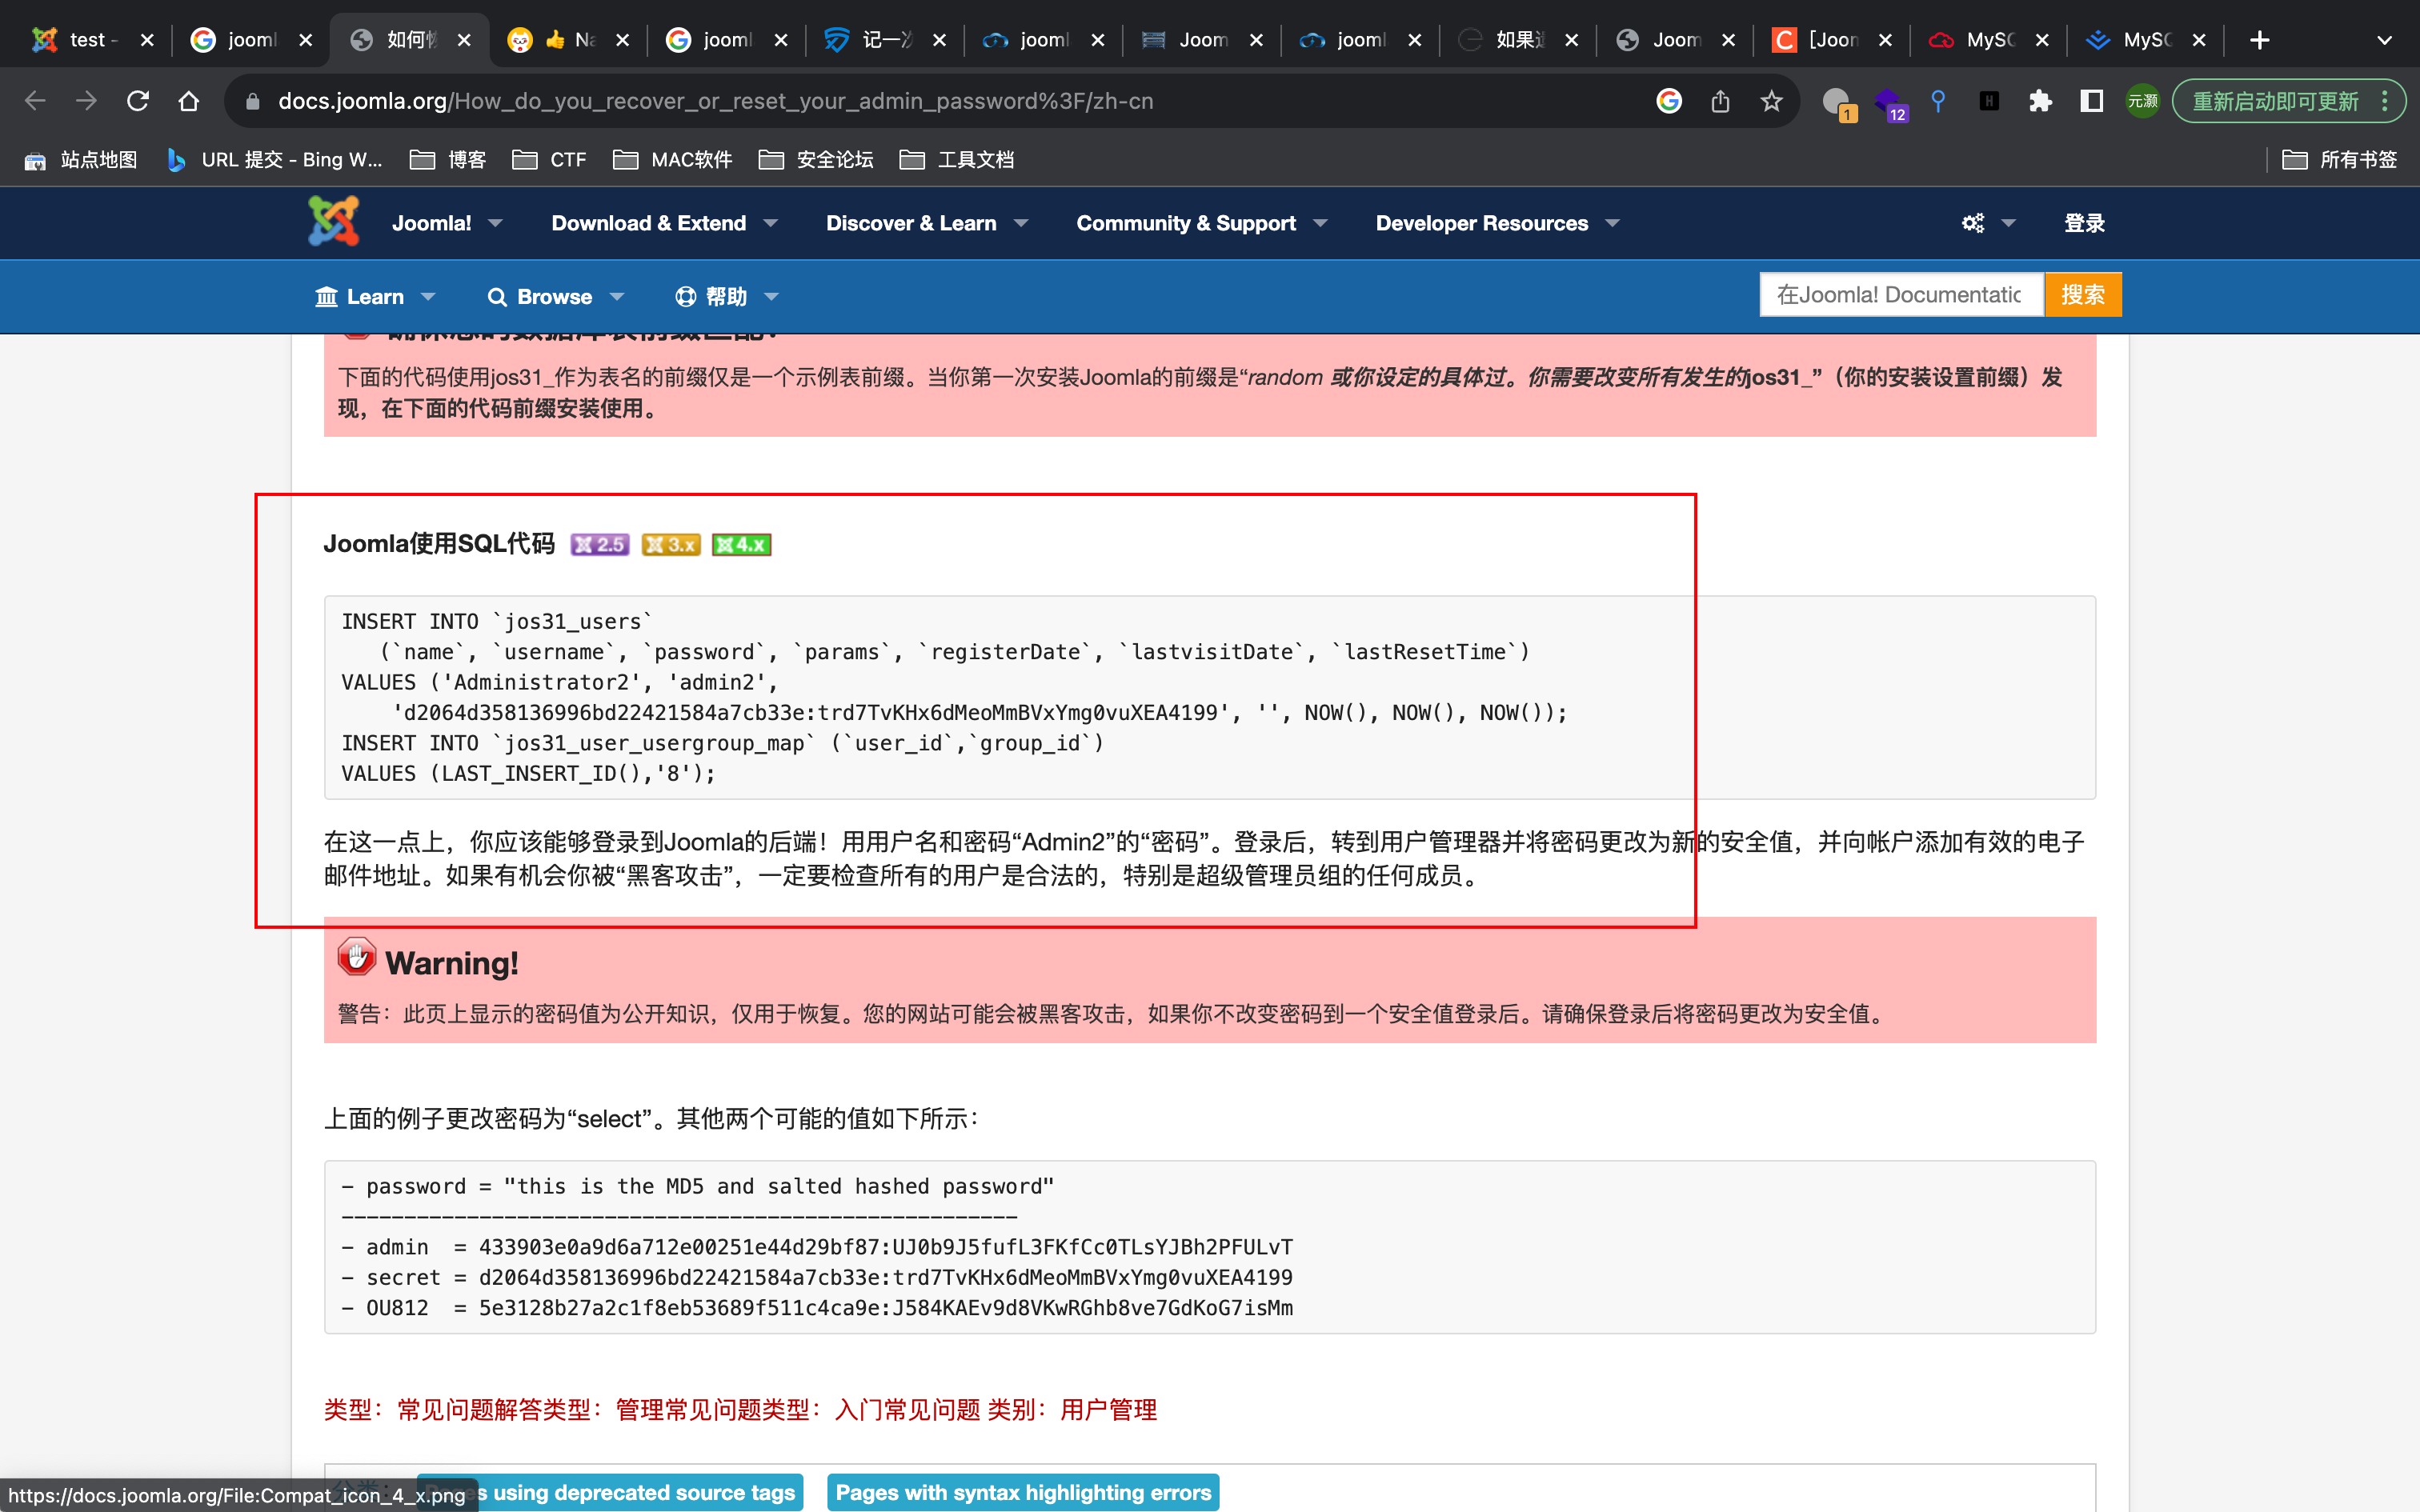 test -
jooml
如何
Na
jooml
记一
jooml
Joom
jooml
如果
Joom
[Joon
MySC
MySC
docs.joomla.org/How_do_you_recover_or_reset_your_admin_password%3F/zh-cn
1
12
H
元灏
重新启动即可更新
站点地图
URL 提交 - Bing W...
博客
CTF
MAC软件
安全论坛
工具文档
所有书签
Joomla!
Download & Extend
Discover & Learn
Community & Support
Developer Resources
登录
Learn
Browse
帮助
在Joomla! Documentatic
搜索
确保您的数据库表前缀匹配！
下面的代码使用jos31_作为表名的前缀仅是一个示例表前缀。当你第一次安装Joomla的前缀是“random 或你设定的具体过。你需要改变所有发生的jos31_”（你的安装设置前缀）发
现，在下面的代码前缀安装使用。
Joomla使用SQL代码 2.5 3.x 4.x
INSERT INTO `jos31_users`
(`name`, `username`, `password`, `params`, `registerDate`, `lastvisitDate`, `lastResetTime`)
VALUES ('Administrator2', 'admin2',
'd2064d358136996bd22421584a7cb33e:trd7TvKHx6dMeoMmBVxYmg0vuXEA4199', '', NOW(), NOW(), NOW());
INSERT INTO `jos31_user_usergroup_map` (`user_id`,`group_id`)
VALUES (LAST_INSERT_ID(),'8');
在这一点上，你应该能够登录到Joomla的后端！用用户名和密码“Admin2”的“密码”。登录后，转到用户管理器并将密码更改为新的安全值，并向帐户添加有效的电子
邮件地址。如果有机会你被“黑客攻击”，一定要检查所有的用户是合法的，特别是超级管理员组的任何成员。
Warning!
警告：此页上显示的密码值为公开知识，仅用于恢复。您的网站可能会被黑客攻击，如果你不改变密码到一个安全值登录后。请确保登录后将密码更改为安全值。
上面的例子更改密码为“select”。其他两个可能的值如下所示：
- password = "this is the MD5 and salted hashed password"
------------------------------------------------------
- admin  = 433903e0a9d6a712e00251e44d29bf87:UJ0b9J5fufL3FKfCc0TLsYJBh2PFULvT
- secret = d2064d358136996bd22421584a7cb33e:trd7TvKHx6dMeoMmBVxYmg0vuXEA4199
- OU812  = 5e3128b27a2c1f8eb53689f511c4ca9e:J584KAEv9d8VKwRGhb8ve7GdKoG7isMm
类型：常见问题解答类型：管理常见问题类型：入门常见问题 类别：用户管理
分类：
Pages using deprecated source tags
Pages with syntax highlighting errors
https://docs.joomla.org/File:Compat_icon_4_x.png